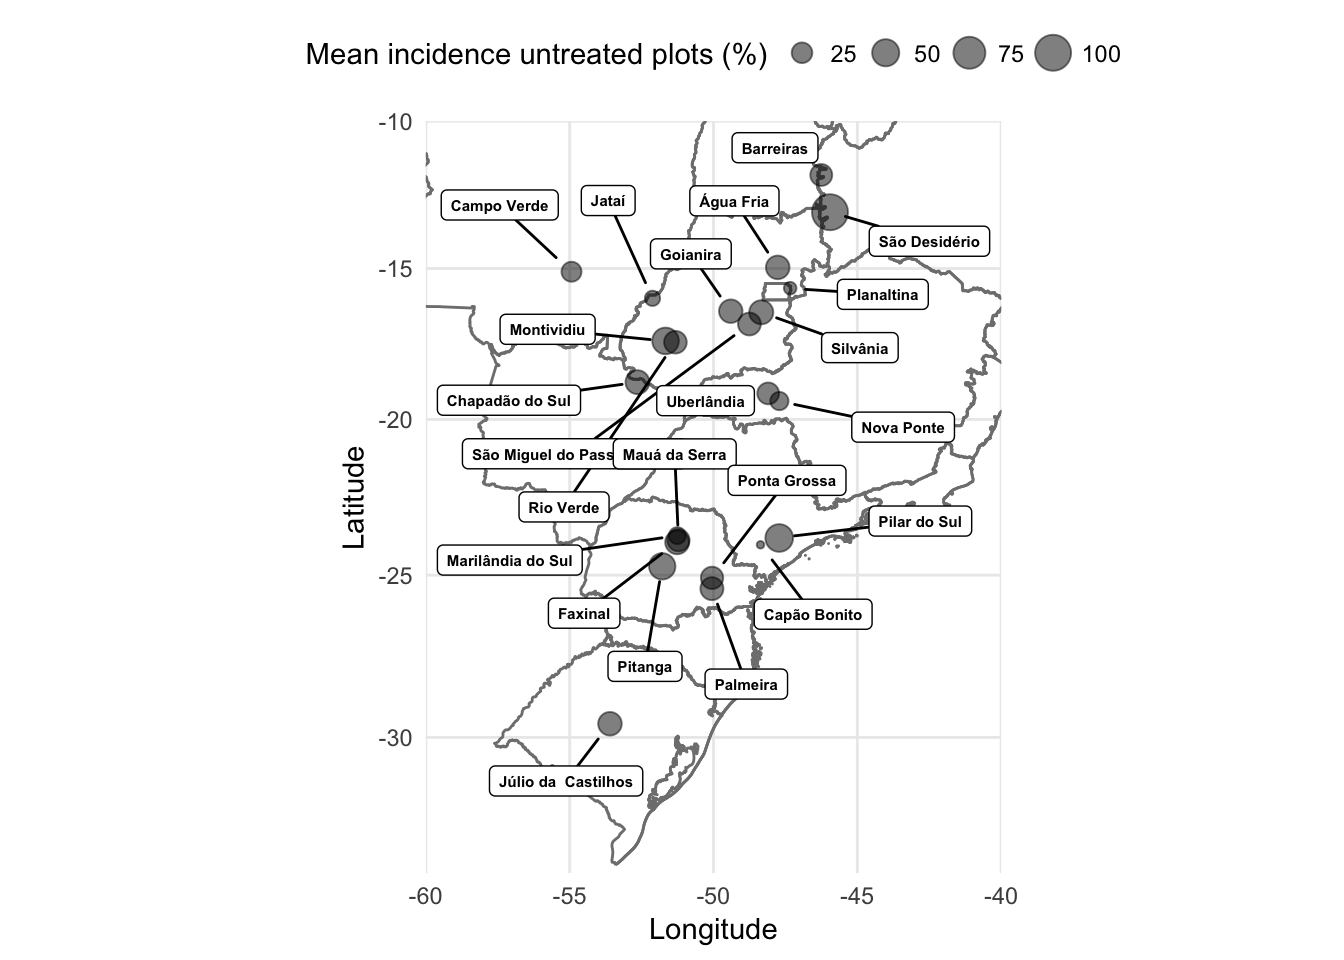 Mean incidence untreated plots (%) 25 50 75 100
-10
Barreiras
Campo Verde
Jataí
Água Fria
São Desidério
Goianira
-15
Planaltina
Montividiu
Silvânia
Chapadão do Sul
Uberlândia
-20
Nova Ponte
São Miguel do Pass
Mauá da Serra
Ponta Grossa
Rio Verde
Pilar do Sul
Latitude
Marilândia do Sul
-25
Faxinal
Capão Bonito
Pitanga
Palmeira
-30
Júlio da  Castilhos
-60 -55 -50 -45 -40
Longitude